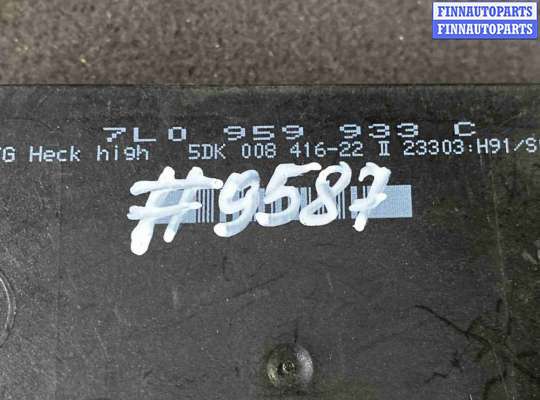 FINNAUTOPARTS
FINNAUTOPARTS
7L0 959 933 C
Heck high 5DK 008 416-22 II 23303:H91/S
#9587